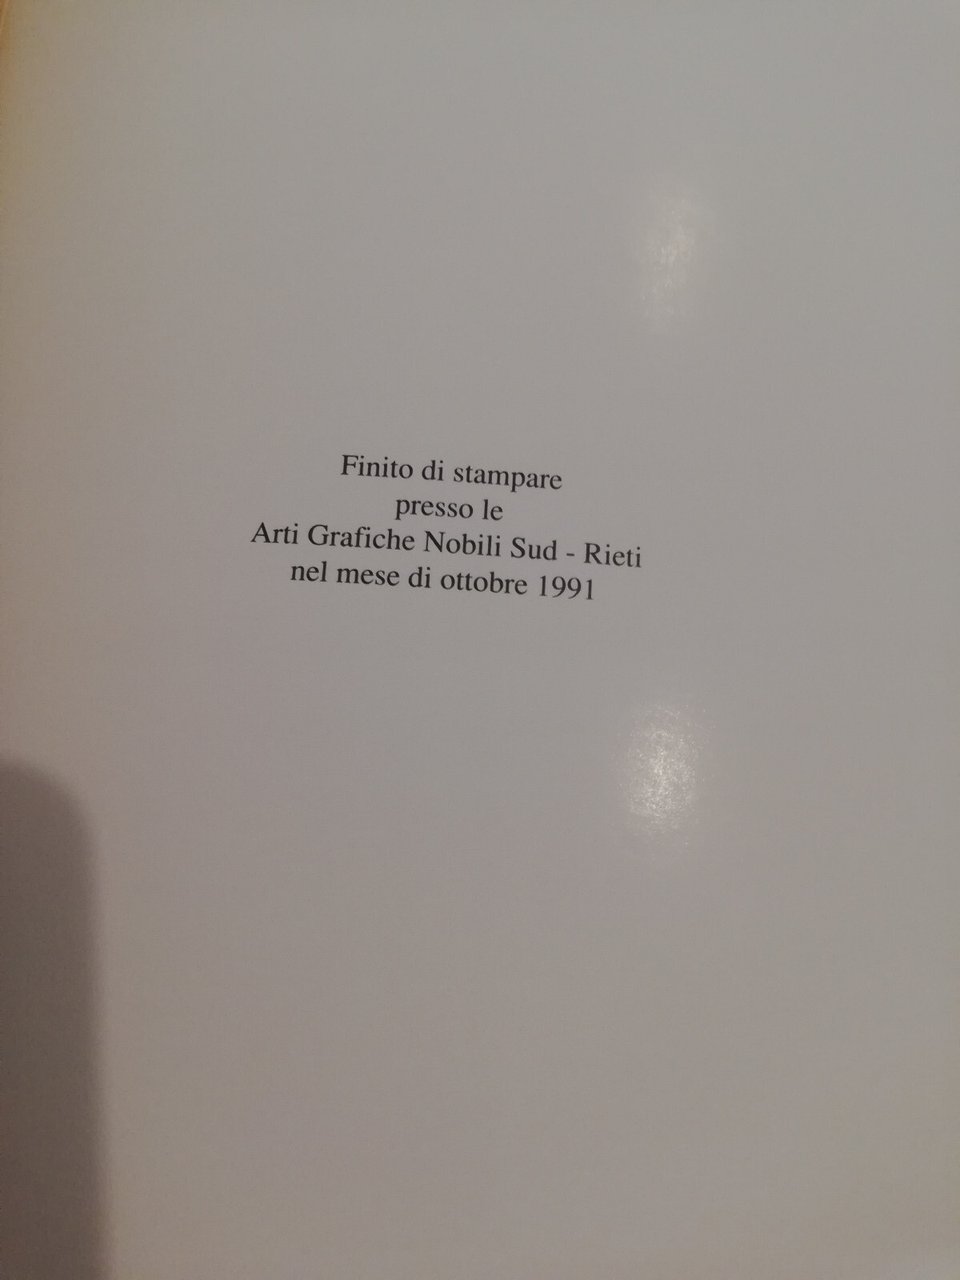 Finito di stampare
presso le
Arti Grafiche Nobili Sud - Rieti
nel mese di ottobre 1991